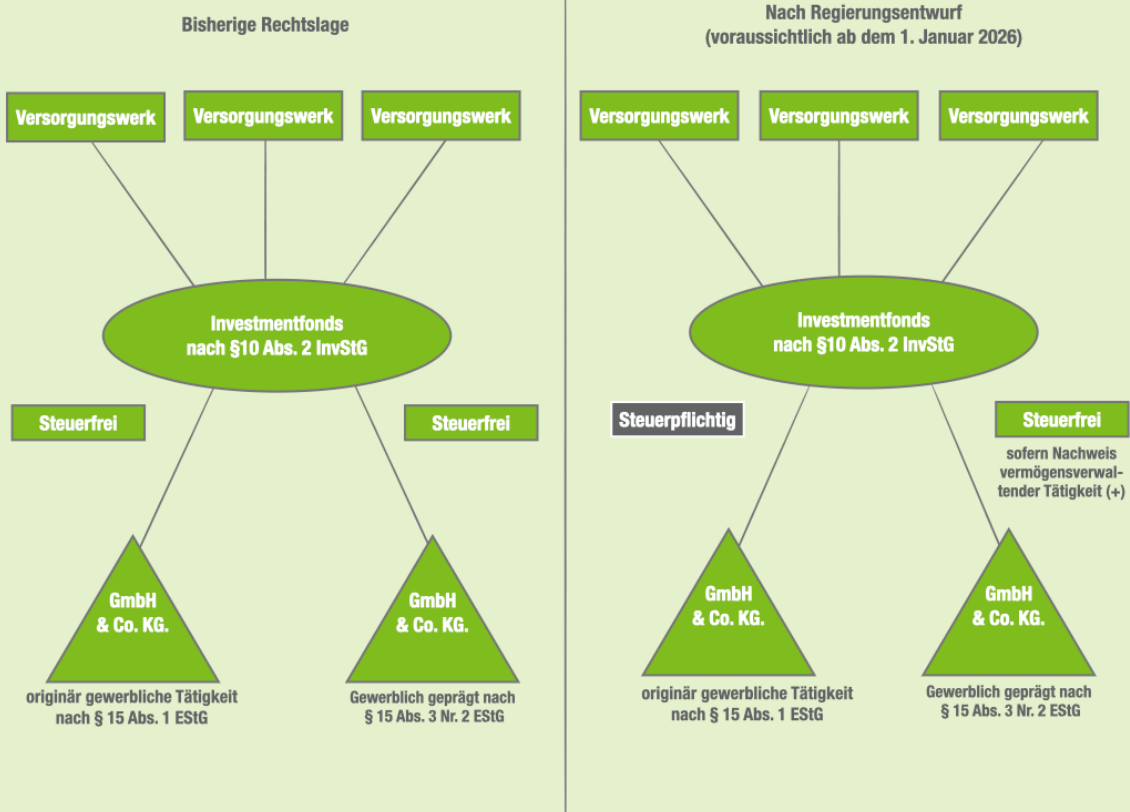 Bisherige Rechtslage
Versorgungswerk
Versorgungswerk
Versorgungswerk
Investmentfonds
nach §10 Abs. 2 InvStG
Steuerfrei
Steuerfrei
GmbH
& Co. KG.
GmbH
& Co. KG.
originär gewerbliche Tätigkeit
nach § 15 Abs. 1 EStG
Gewerblich geprägt nach
§ 15 Abs. 3 Nr. 2 EStG
Nach Regierungsentwurf
(voraussichtlich ab dem 1. Januar 2026)
Versorgungswerk
Versorgungswerk
Versorgungswerk
Investmentfonds
nach §10 Abs. 2 InvStG
Steuerpflichtig
Steuerfrei
sofern Nachweis
vermögensverwal-
tender Tätigkeit (+)
GmbH
& Co. KG.
GmbH
& Co. KG.
originär gewerbliche Tätigkeit
nach § 15 Abs. 1 EStG
Gewerblich geprägt nach
§ 15 Abs. 3 Nr. 2 EStG